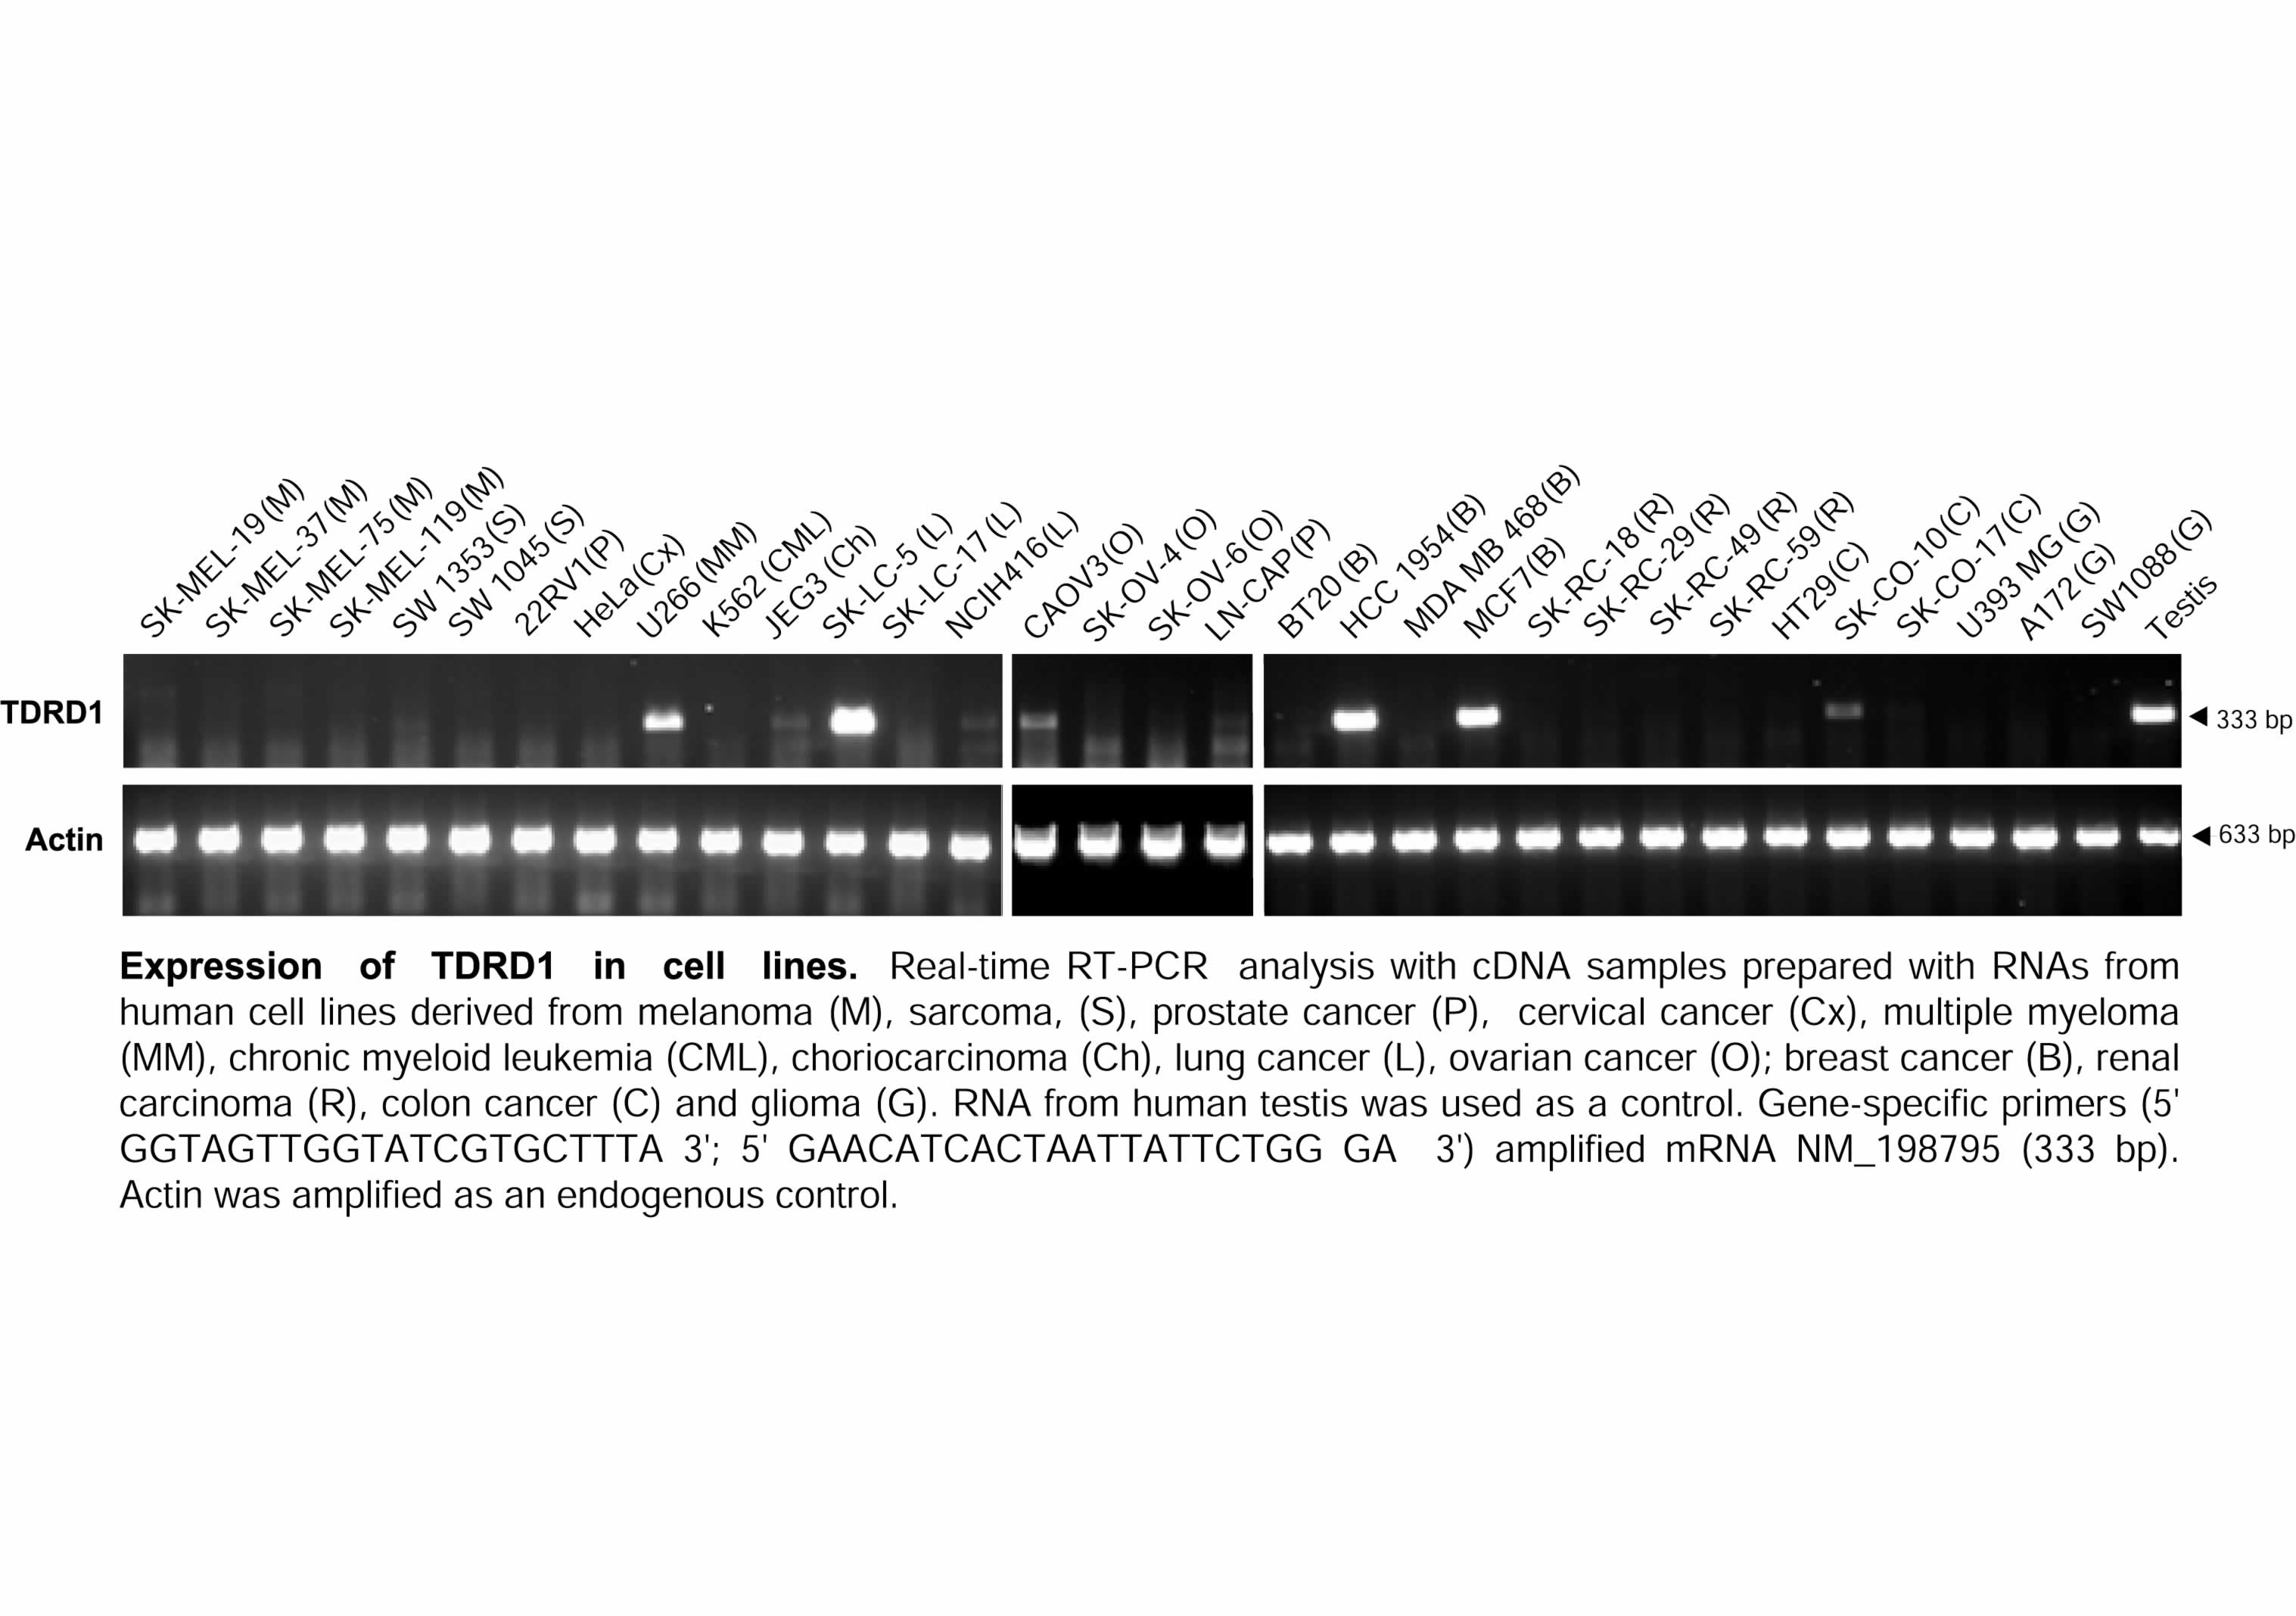 SK-MEL-19 (M)
SK-MEL-37 (M)
SK-MEL-75 (M)
SK-MEL-119 (M)
SW 1353 (S)
SW 1045 (S)
22RV1(P)
HeLa(Cx)
U266 (MM)
K562 (CML)
JEG3 (Ch)
SK-LC-5 (L)
SK-LC-17 (L)
NCIH416 (L)
CAOV3 (O)
SK-OV-4 (O)
SK-OV-6 (O)
LN-CAP (P)
BT20 (B)
HCC 1954 (B)
MDA MB 468 (B)
MCF7 (B)
SK-RC-18 (R)
SK-RC-29 (R)
SK-RC-49 (R)
SK-RC-59 (R)
HT29 (C)
SK-CO-10 (C)
SK-CO-17 (C)
U393 MG (G)
A172 (G)
SW1088 (G)
Testis
TDRD1
333 bp
Actin
633 bp
Expression of TDRD1 in cell lines. Real-time RT-PCR analysis with cDNA samples prepared with RNAs from
human cell lines derived from melanoma (M), sarcoma, (S), prostate cancer (P), cervical cancer (Cx), multiple myeloma
(MM), chronic myeloid leukemia (CML), choriocarcinoma (Ch), lung cancer (L), ovarian cancer (O); breast cancer (B), renal
carcinoma (R), colon cancer (C) and glioma (G). RNA from human testis was used as a control. Gene-specific primers (5'
GGTAGTTGGTATCGTGCTTTA 3'; 5' GAACATCACTAATTATTCTGG GA 3') amplified mRNA NM_198795 (333 bp).
Actin was amplified as an endogenous control.